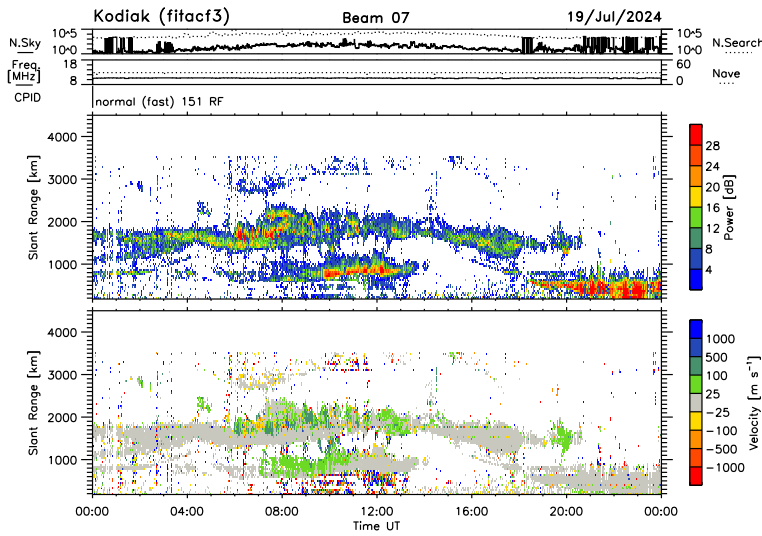 Kodiak (fitacf3) Beam 07 19/Jul/2024
N.Sky 10^5 10^0 10^5 10^0 N.Search
Freq. [MHz] 18 8 60 0 Nave
CPID normal (fast) 151 RF
Slant Range [km] 4000 3000 2000 1000
Power [dB] 28 24 20 16 12 8 4
Slant Range [km] 4000 3000 2000 1000
Velocity [m s⁻¹] 1000 500 100 25 −25 −100 −500 −1000
00:00 04:00 08:00 12:00 16:00 20:00 00:00
Time UT